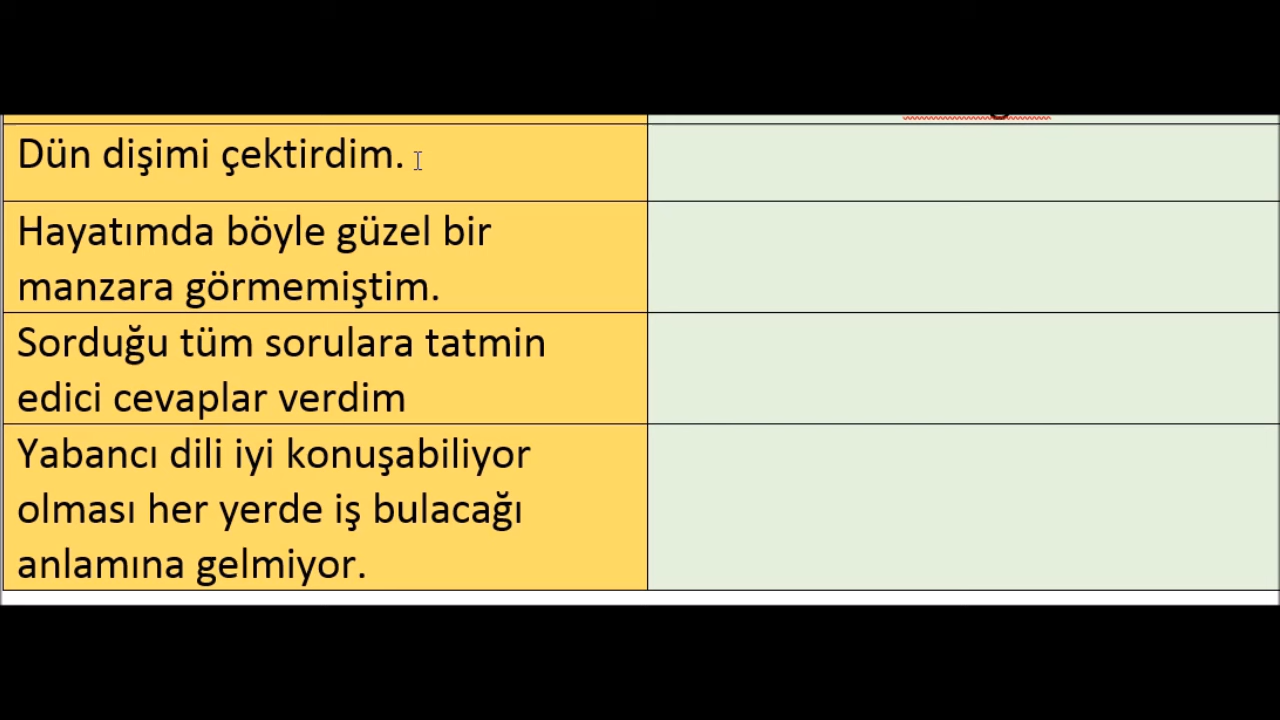 Dün dişimi çektirdim.
Hayatımda böyle güzel bir
manzara görmemiştim.
Sorduğu tüm sorulara tatmin
edici cevaplar verdim
Yabancı dili iyi konuşabiliyor
olması her yerde iş bulacağı
anlamına gelmiyor.